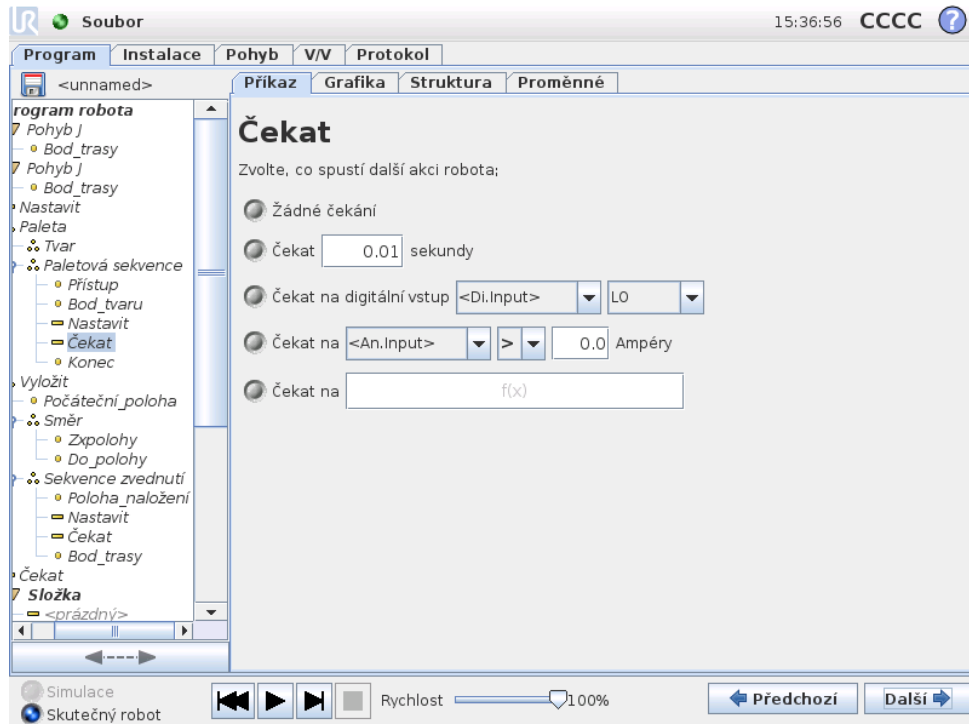 UR Soubor 15:36:56 CCCC ?
Program Instalace Pohyb V/V Protokol
<unnamed>
Příkaz Grafika Struktura Proměnné
rogram robota
Pohyb J
Bod_trasy
Pohyb J
Bod_trasy
Nastavit
Paleta
Tvar
Paletová sekvence
Přístup
Bod_tvaru
Nastavit
Čekat
Konec
Vyložit
Počáteční_poloha
Směr
Zxpolohy
Do_polohy
Sekvence zvednutí
Poloha_naložení
Nastavit
Čekat
Bod_trasy
Čekat
Složka
<prázdný>
Čekat
Zvolte, co spustí další akci robota;
Žádné čekání
Čekat 0.01 sekundy
Čekat na digitální vstup <Di.Input> LO
Čekat na <An.Input> > 0.0 Ampéry
Čekat na f(x)
Simulace
Skutečný robot
Rychlost 100%
Předchozí Další